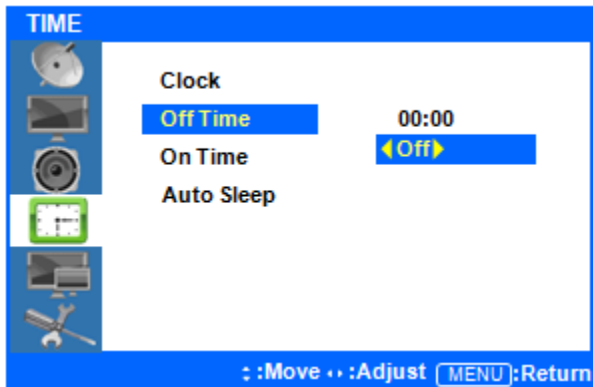 TIME
Clock
Off Time 00:00
Off
On Time
Auto Sleep
:Move :Adjust MENU:Return